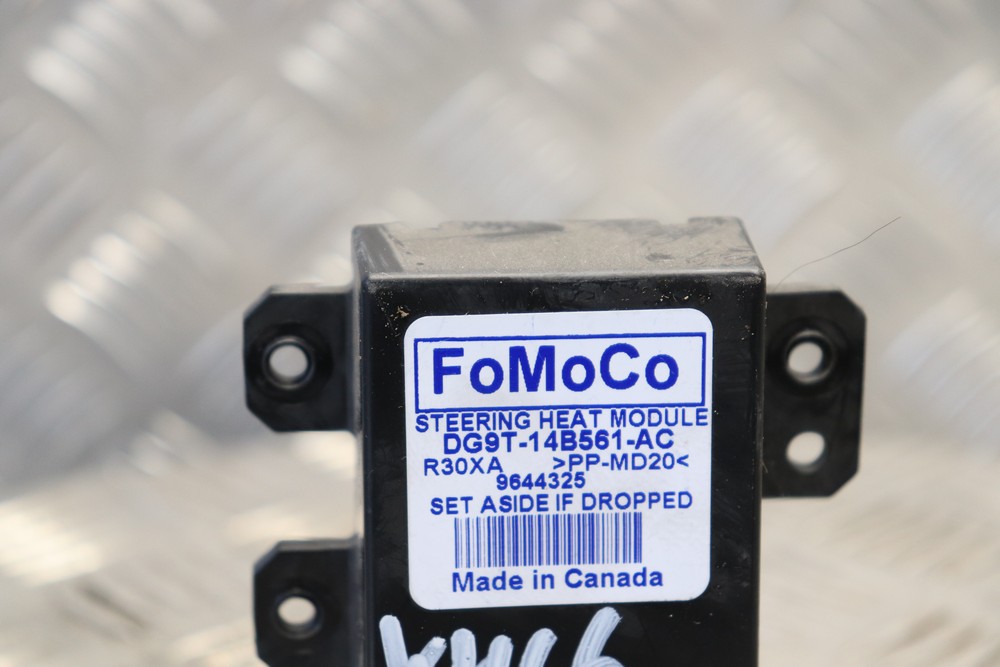 FoMoCo
STEERING HEAT MODULE
DG9T-14B561-AC
R30XA >PP-MD20<
9644325
SET ASIDE IF DROPPED
Made in Canada